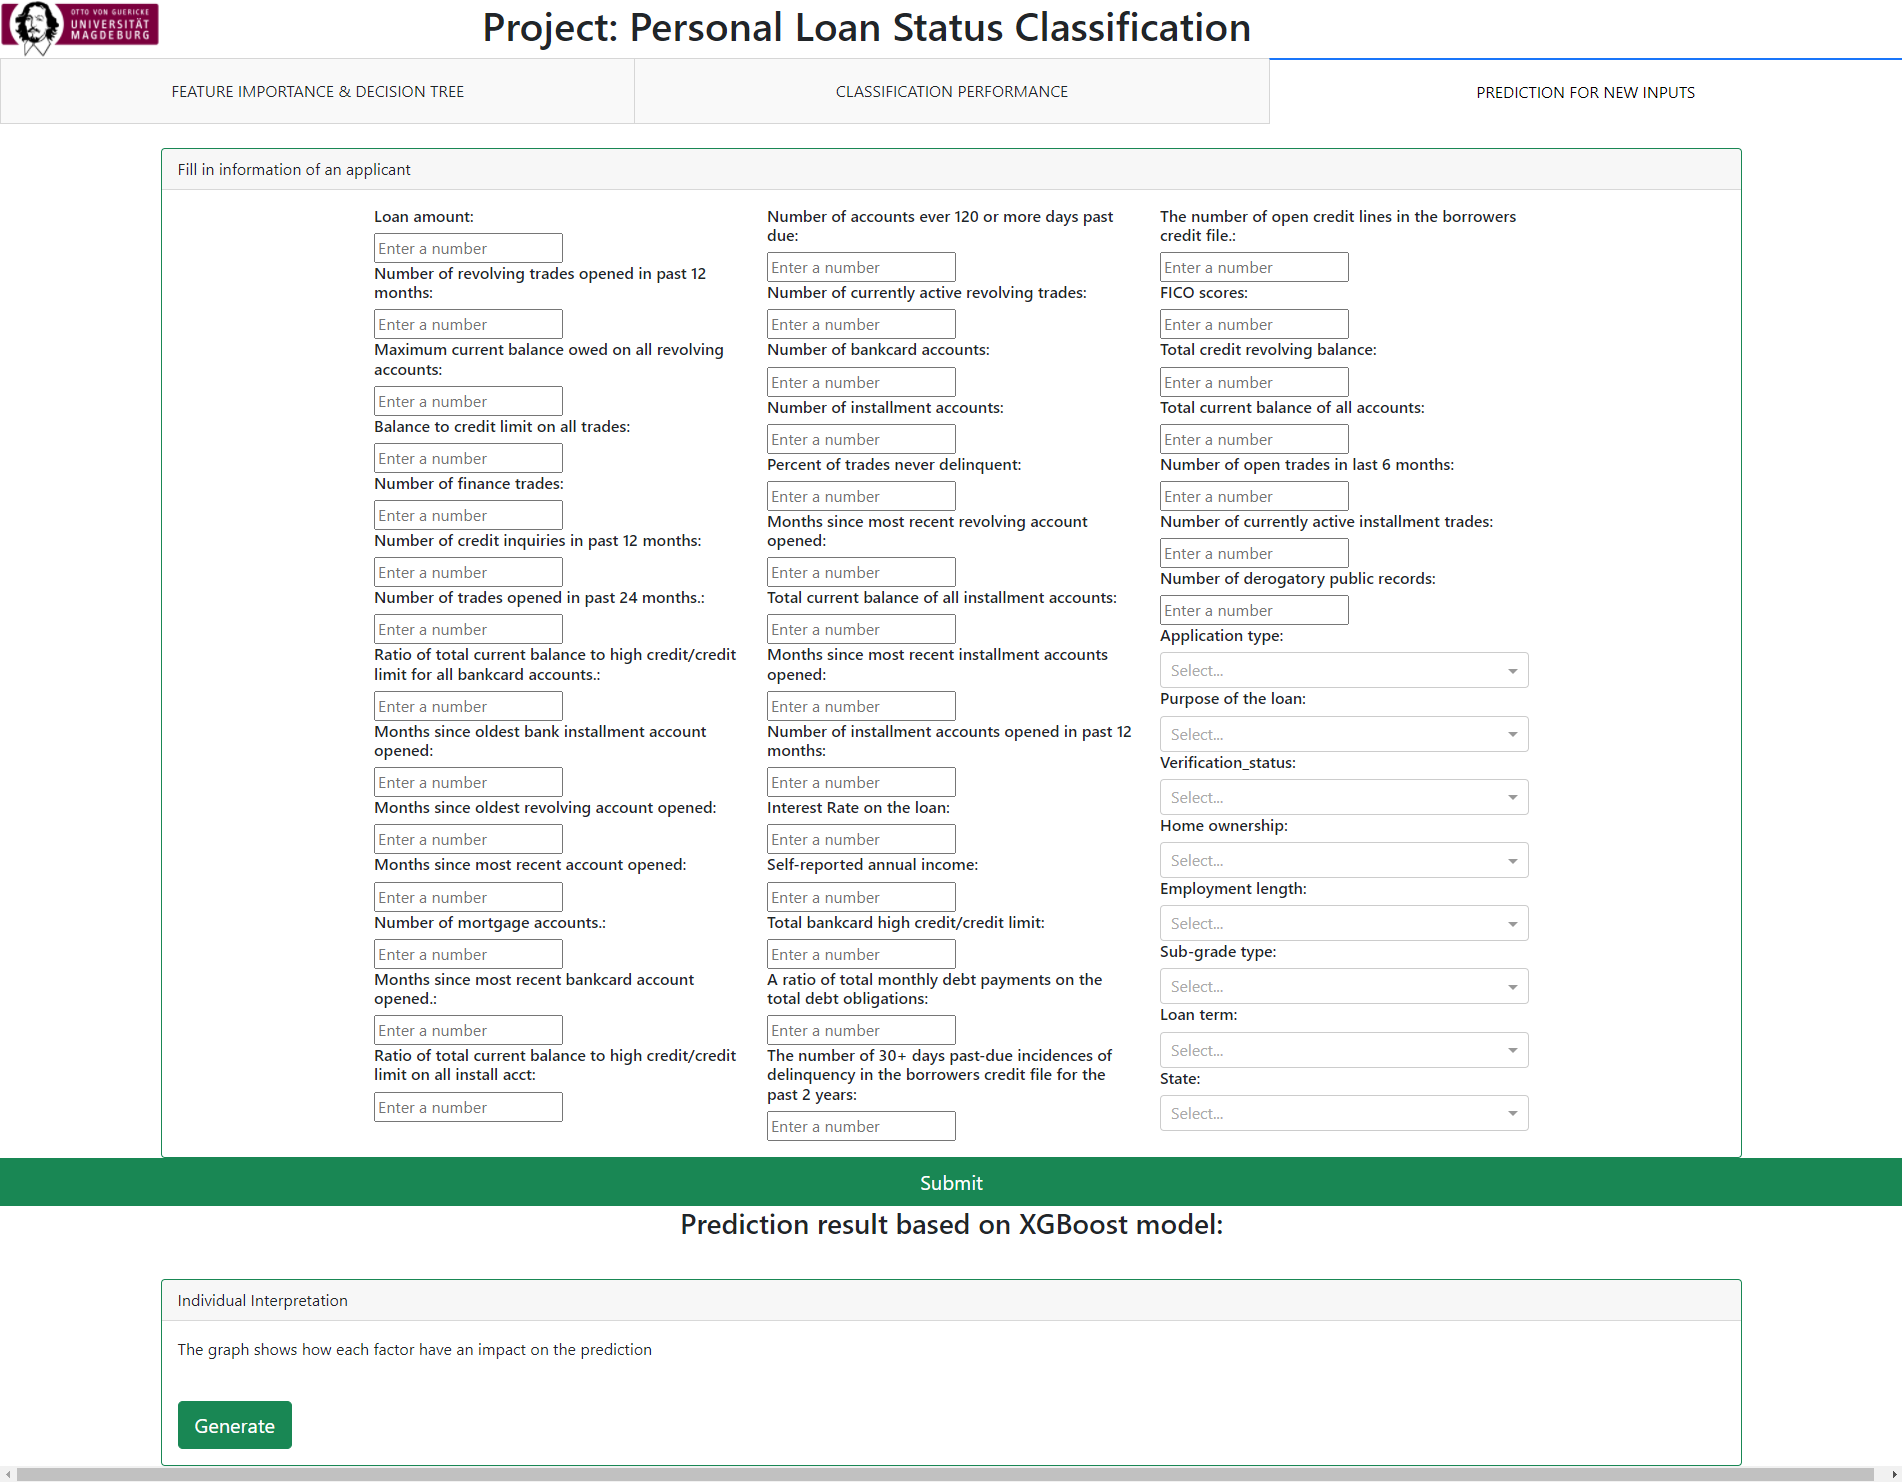 OTTO VON GUERICKE
UNIVERSITÄT
MAGDEBURG
Project: Personal Loan Status Classification
FEATURE IMPORTANCE & DECISION TREE
CLASSIFICATION PERFORMANCE
PREDICTION FOR NEW INPUTS
Fill in information of an applicant
Loan amount:
Enter a number
Number of revolving trades opened in past 12
months:
Enter a number
Maximum current balance owed on all revolving
accounts:
Enter a number
Balance to credit limit on all trades:
Enter a number
Number of finance trades:
Enter a number
Number of credit inquiries in past 12 months:
Enter a number
Number of trades opened in past 24 months.:
Enter a number
Ratio of total current balance to high credit/credit
limit for all bankcard accounts.:
Enter a number
Months since oldest bank installment account
opened:
Enter a number
Months since oldest revolving account opened:
Enter a number
Months since most recent account opened:
Enter a number
Number of mortgage accounts.:
Enter a number
Months since most recent bankcard account
opened.:
Enter a number
Ratio of total current balance to high credit/credit
limit on all install acct:
Enter a number
Number of accounts ever 120 or more days past
due:
Enter a number
Number of currently active revolving trades:
Enter a number
Number of bankcard accounts:
Enter a number
Number of installment accounts:
Enter a number
Percent of trades never delinquent:
Enter a number
Months since most recent revolving account
opened:
Enter a number
Total current balance of all installment accounts:
Enter a number
Months since most recent installment accounts
opened:
Enter a number
Number of installment accounts opened in past 12
months:
Enter a number
Interest Rate on the loan:
Enter a number
Self-reported annual income:
Enter a number
Total bankcard high credit/credit limit:
Enter a number
A ratio of total monthly debt payments on the
total debt obligations:
Enter a number
The number of 30+ days past-due incidences of
delinquency in the borrowers credit file for the
past 2 years:
Enter a number
The number of open credit lines in the borrowers
credit file.:
Enter a number
FICO scores:
Enter a number
Total credit revolving balance:
Enter a number
Total current balance of all accounts:
Enter a number
Number of open trades in last 6 months:
Enter a number
Number of currently active installment trades:
Enter a number
Number of derogatory public records:
Enter a number
Application type:
Select...
Purpose of the loan:
Select...
Verification_status:
Select...
Home ownership:
Select...
Employment length:
Select...
Sub-grade type:
Select...
Loan term:
Select...
State:
Select...
Submit
Prediction result based on XGBoost model:
Individual Interpretation
The graph shows how each factor have an impact on the prediction
Generate